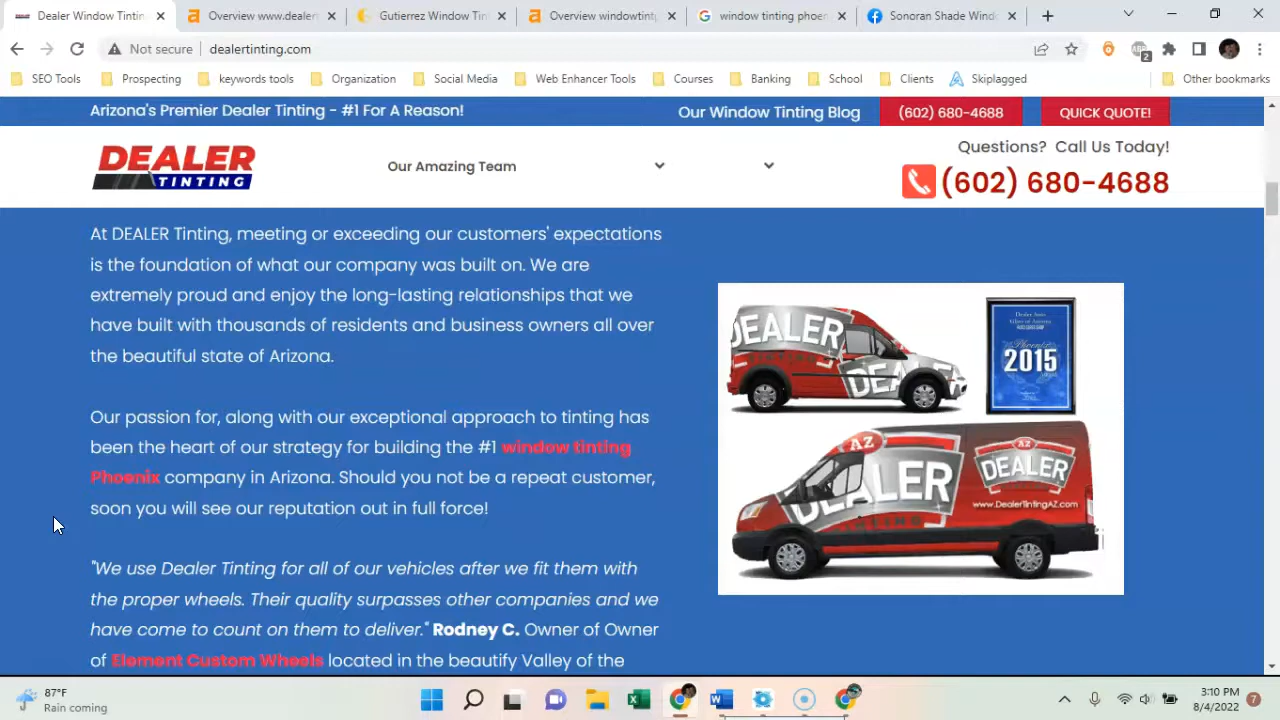 Dealer Window Tintin
Overview www.dealer
Gutierrez Window Tin
Overview windowtint
window tinting phoen
Sonoran Shade Wind
Not secure
dealertinting.com
2
SEO Tools
Prospecting
keywords tools
Organization
Social Media
Web Enhancer Tools
Courses
Banking
School
Clients
Skiplagged
Other bookmarks
Arizona's Premier Dealer Tinting - #1 For A Reason!
Our Window Tinting Blog
(602) 680-4688
QUICK QUOTE!
DEALER
TINTING
Our Amazing Team
Questions? Call Us Today!
(602) 680-4688
At DEALER Tinting, meeting or exceeding our customers' expectations
is the foundation of what our company was built on. We are
extremely proud and enjoy the long-lasting relationships that we
have built with thousands of residents and business owners all over
the beautiful state of Arizona.
Our passion for, along with our exceptional approach to tinting has
been the heart of our strategy for building the #1 window tinting
Phoenix company in Arizona. Should you not be a repeat customer,
soon you will see our reputation out in full force!
"We use Dealer Tinting for all of our vehicles after we fit them with
the proper wheels. Their quality surpasses other companies and we
have come to count on them to deliver." Rodney C. Owner of Owner
of Element Custom Wheels located in the beautify Valley of the
DEALER
DEA
Phoenix
2015
AZ
DEALER
TINTING
AZ
DEALER
www.DealerTintingAZ.com
87°F
Rain coming
3:10 PM
8/4/2022
7